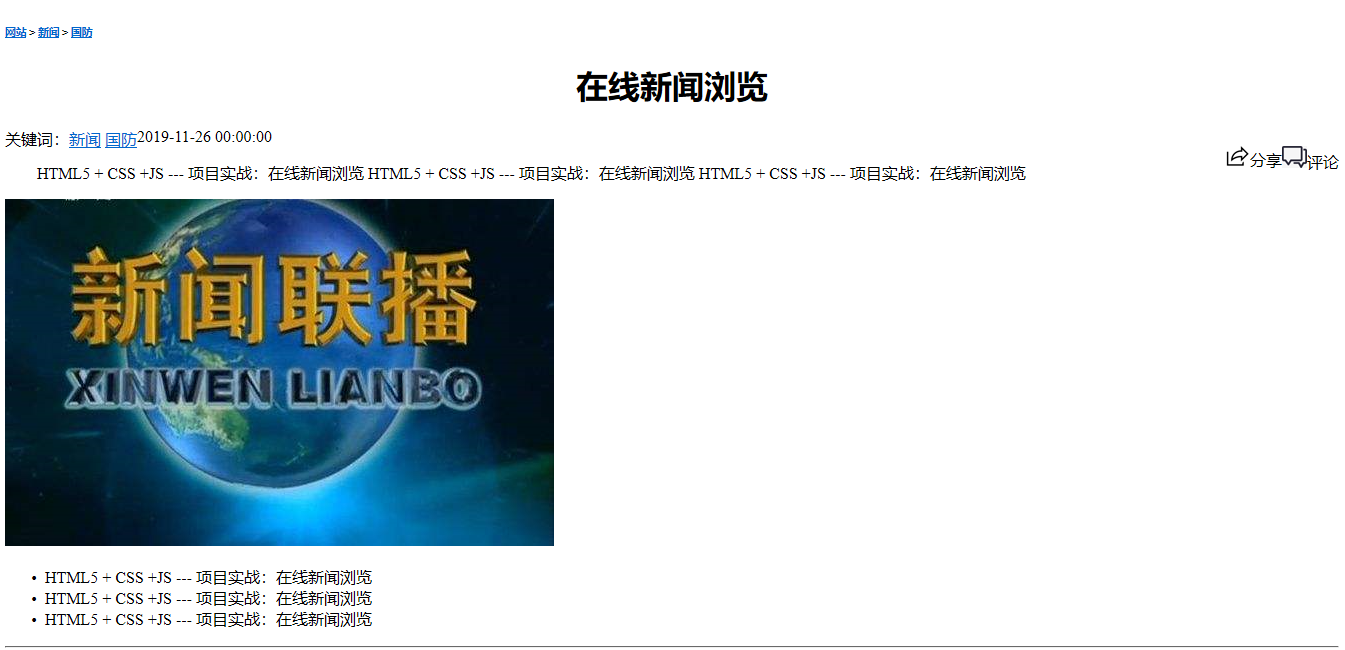 网站 > 新闻 > 国防
在线新闻浏览
关键词：新闻 国防2019-11-26 00:00:00
分享评论
HTML5 + CSS +JS --- 项目实战：在线新闻浏览 HTML5 + CSS +JS --- 项目实战：在线新闻浏览 HTML5 + CSS +JS --- 项目实战：在线新闻浏览
新闻联播
XINWEN LIANBO
• HTML5 + CSS +JS --- 项目实战：在线新闻浏览
• HTML5 + CSS +JS --- 项目实战：在线新闻浏览
• HTML5 + CSS +JS --- 项目实战：在线新闻浏览